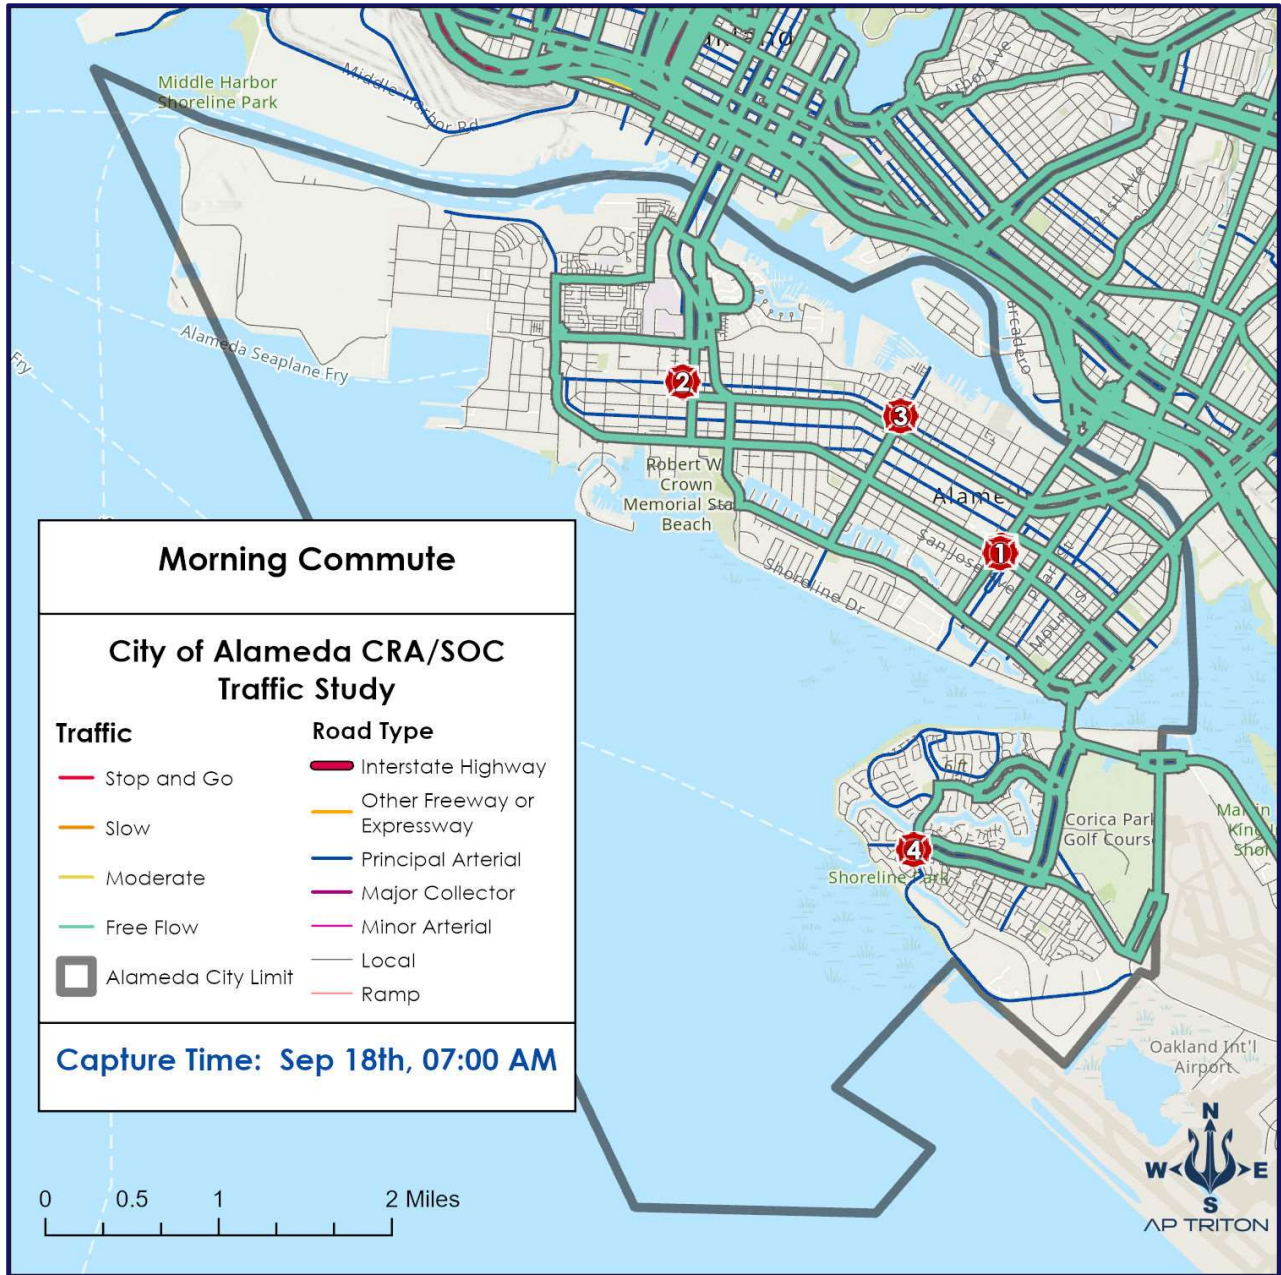 Middle Harbor
Shoreline Park
Middle Harbor Rd
21st Ave
Alameda Seaplane Fry
Fry
2
3
1
4
Robert W
Crown
Memorial Sta
Beach
Alame
San Jose Ave
Shoreline Dr
Corica Park
Golf Course
Shoreline Park
Oakland Int'l
Airport
Morning Commute
City of Alameda CRA/SOC
Traffic Study
Traffic
Stop and Go
Slow
Moderate
Free Flow
Alameda City Limit
Road Type
Interstate Highway
Other Freeway or
Expressway
Principal Arterial
Major Collector
Minor Arterial
Local
Ramp
Capture Time: Sep 18th, 07:00 AM
0 0.5 1 2 Miles
N
W E
S
AP TRITON